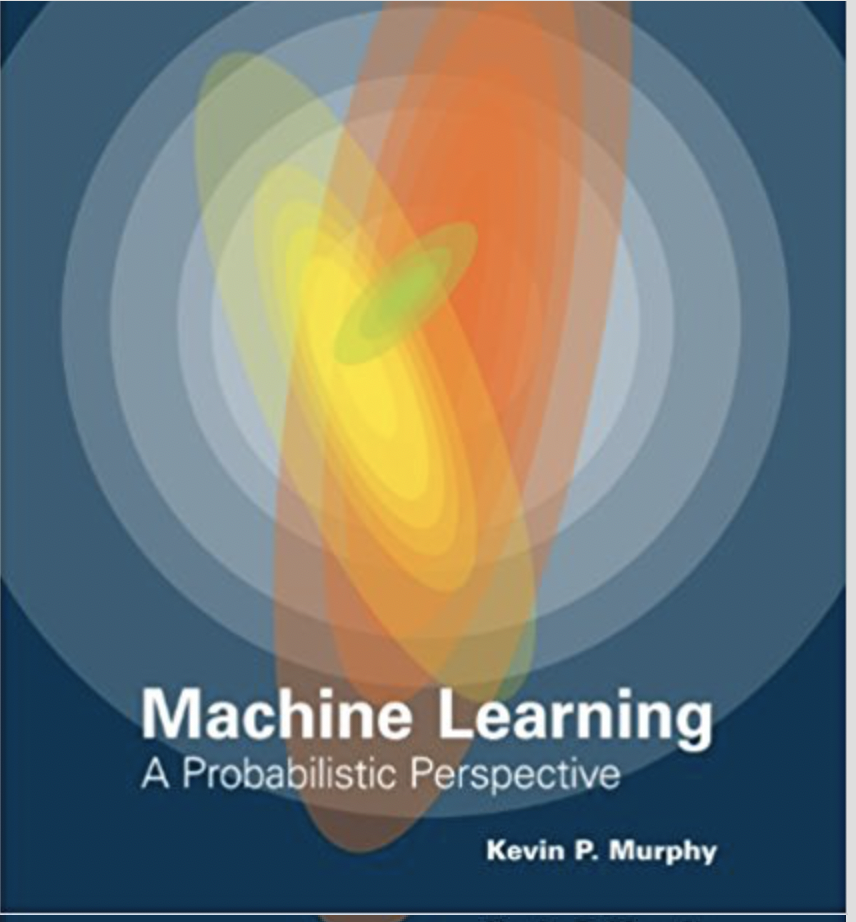 Machine Learning
A Probabilistic Perspective
Kevin P. Murphy